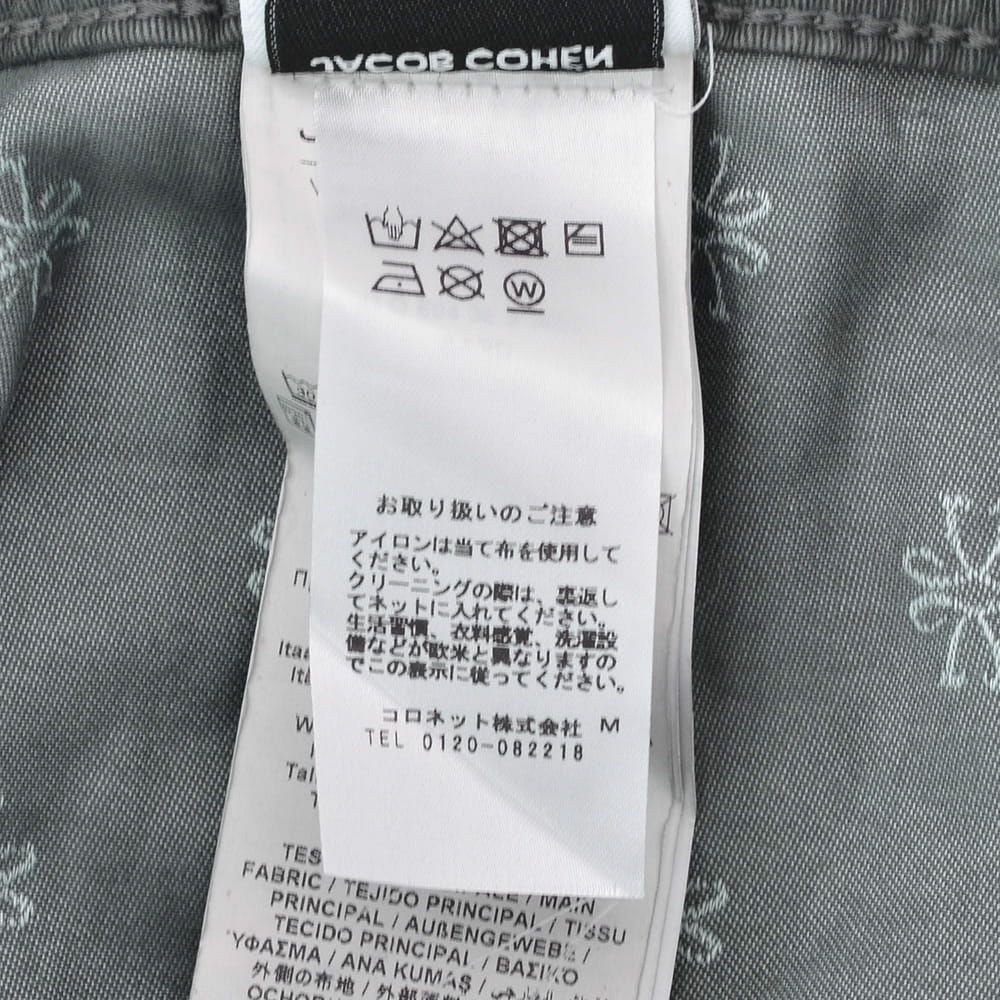 JACOB COHËN
W
お取り扱いのご注意
アイロンは当て布を使用して
ください。
クリーニングの際は、裏返し
てネットに入れてください。
生活習慣、衣料感覚、洗濯設
備などが欧米と異なりますの
でこの表示に従ってください。
コロネット株式会社 M
TEL 0120-082218
FABRIC / TEJIDO PRINCIPAL / MAIN
PRINCIPAL / AUßENGEWEBE /
TISSU
TECIDO PRINCIPAL / ΒΑΣΙΚΟ
ΥΦΑΣΜΑ / ANA KUMAŞ /
外側の布地 /